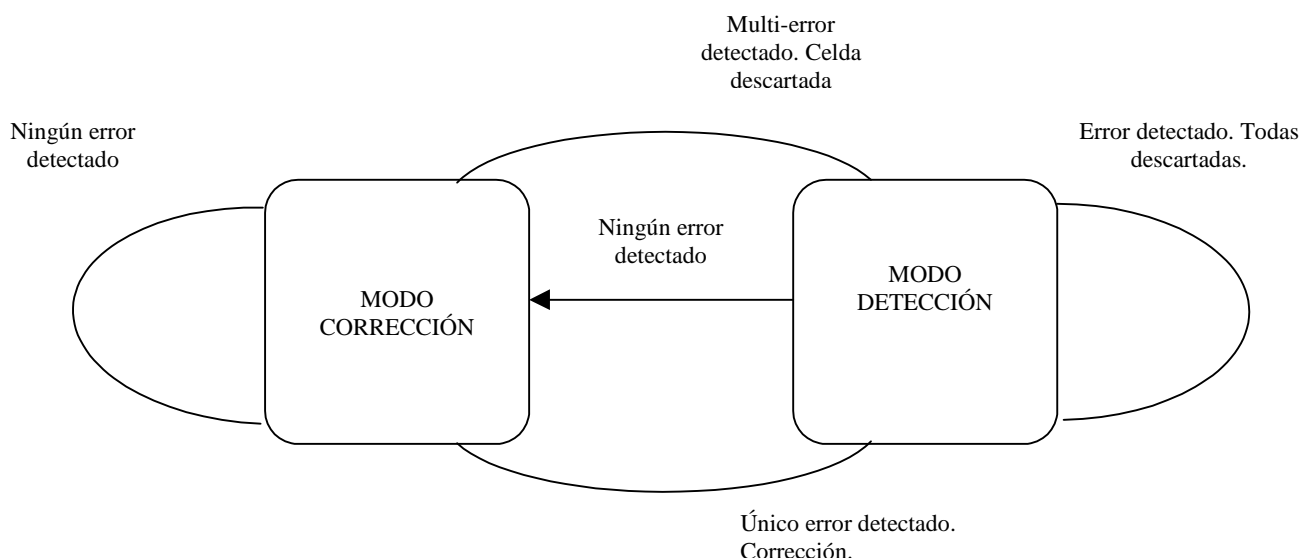 Multi-error
detectado. Celda
descartada
Ningún error
detectado
Error detectado. Todas
descartadas.
Ningún error
detectado
MODO
CORRECCIÓN
MODO
DETECCIÓN
Único error detectado.
Corrección.